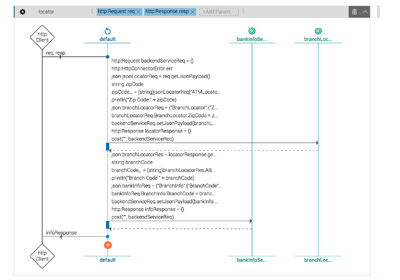 locator
http:Request req × http:Response resp × +Add Param
http Client
default
bankInfoSe...
branchLoc...
req, resp
http:Request backendServiceReq = {}
http:HttpConnectorError err
json jsonLocatorReq = req.getJsonPayload()
string zipCode
zipCode, _ = (string)jsonLocatorReq["ATMLocato...
println("Zip Code " + zipCode)
json branchLocatorReq = {"BranchLocator":{"Z...
branchLocatorReq.BranchLocator.ZipCode = z...
backendServiceReq.setJsonPayload(branchL...
http:Response locatorResponse = {}
post("", backendServiceReq)
json branchLocatorRes = locatorResponse.ge...
string branchCode
branchCode, _ = (string)branchLocatorRes.AB...
println("Branch Code " + branchCode)
json bankInfoReq = {"BranchInfo":{"BranchCode"...
bankInfoReq.BranchInfo.BranchCode = branc...
backendServiceReq.setJsonPayload(bankInfo...
http:Response infoResponse = {}
post("", backendServiceReq)
infoResponse
http Client
default
bankInfoSe...
branchLoc...